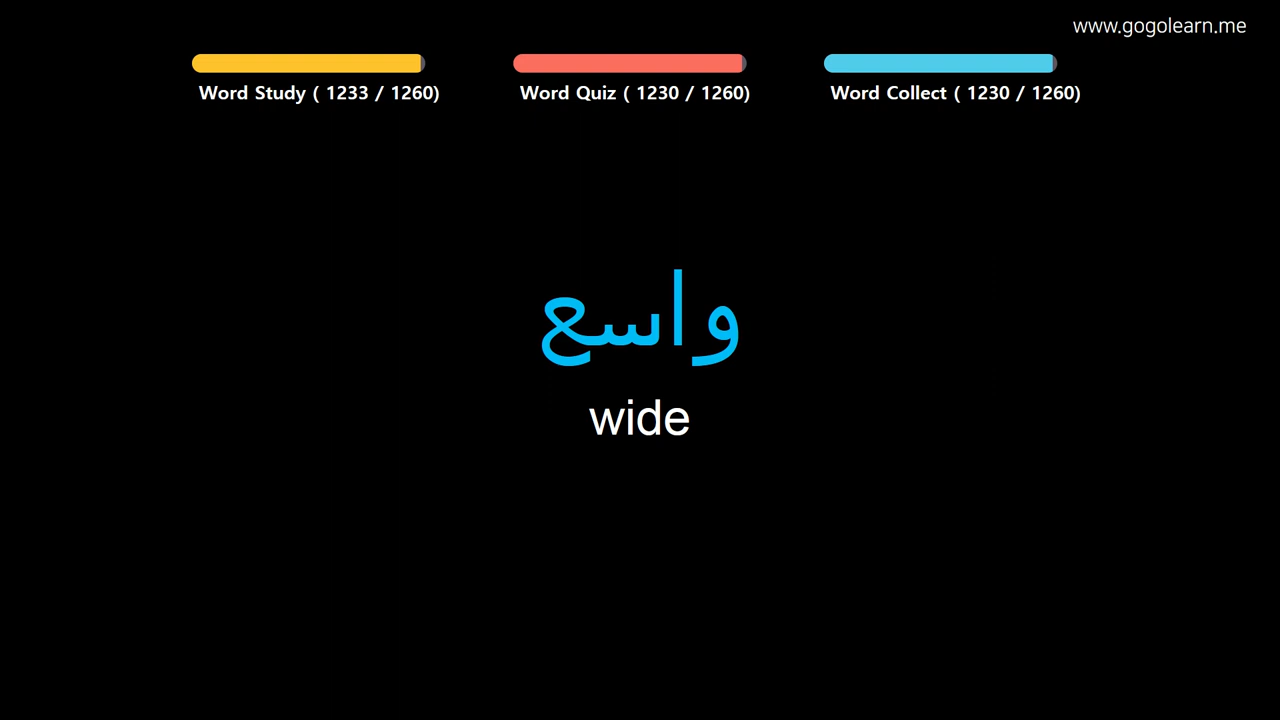 www.gogolearn.me
Word Study ( 1233 / 1260)
Word Quiz ( 1230 / 1260)
Word Collect ( 1230 / 1260)
واسع
wide